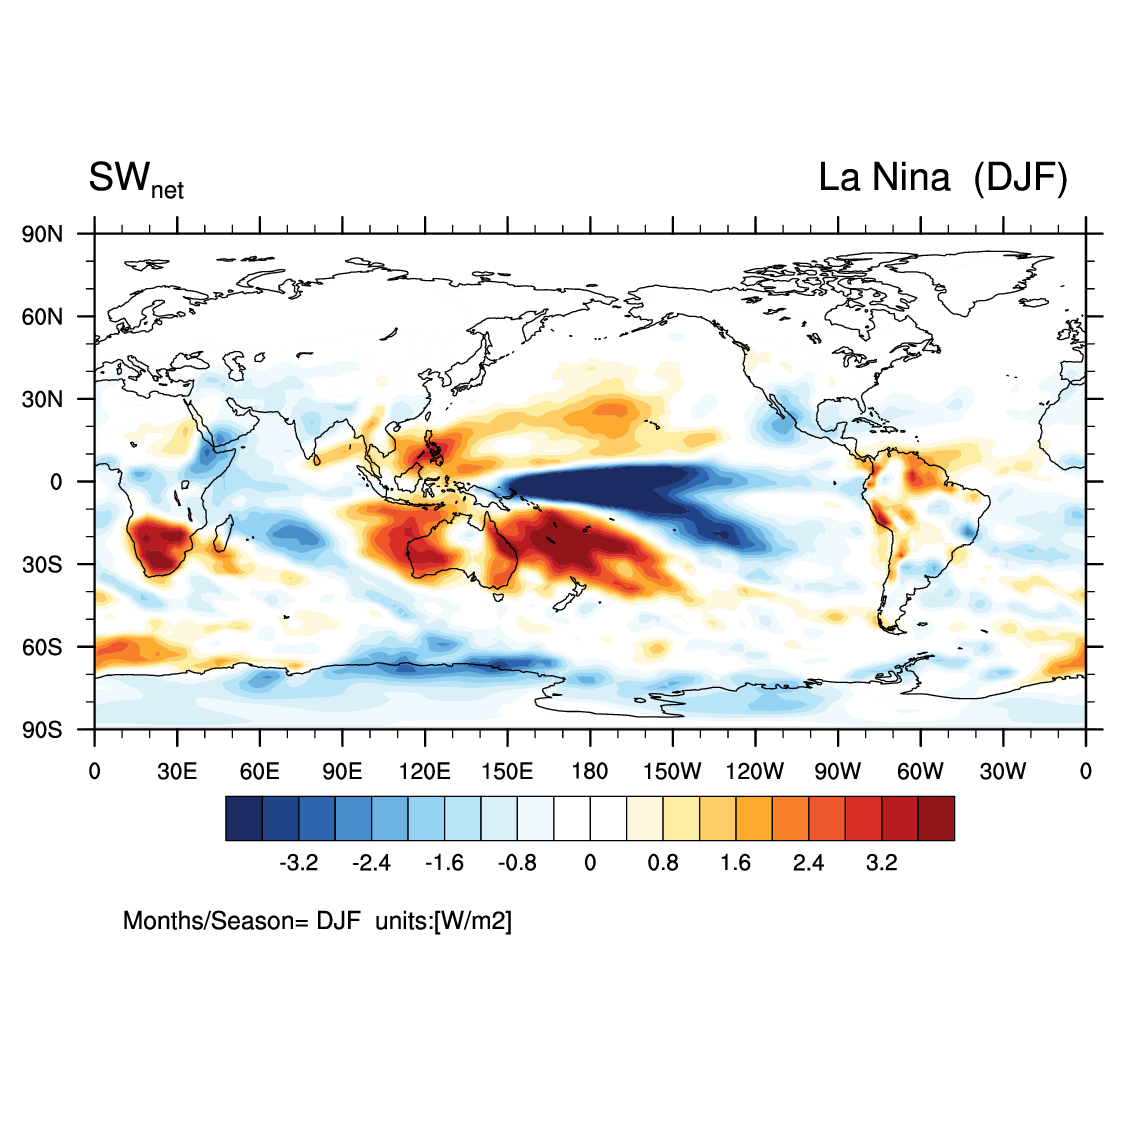 SWnet La Nina (DJF)
90N
60N
30N
0
30S
60S
90S
0 30E 60E 90E 120E 150E 180 150W 120W 90W 60W 30W 0
-3.2 -2.4 -1.6 -0.8 0 0.8 1.6 2.4 3.2
Months/Season= DJF units:[W/m2]